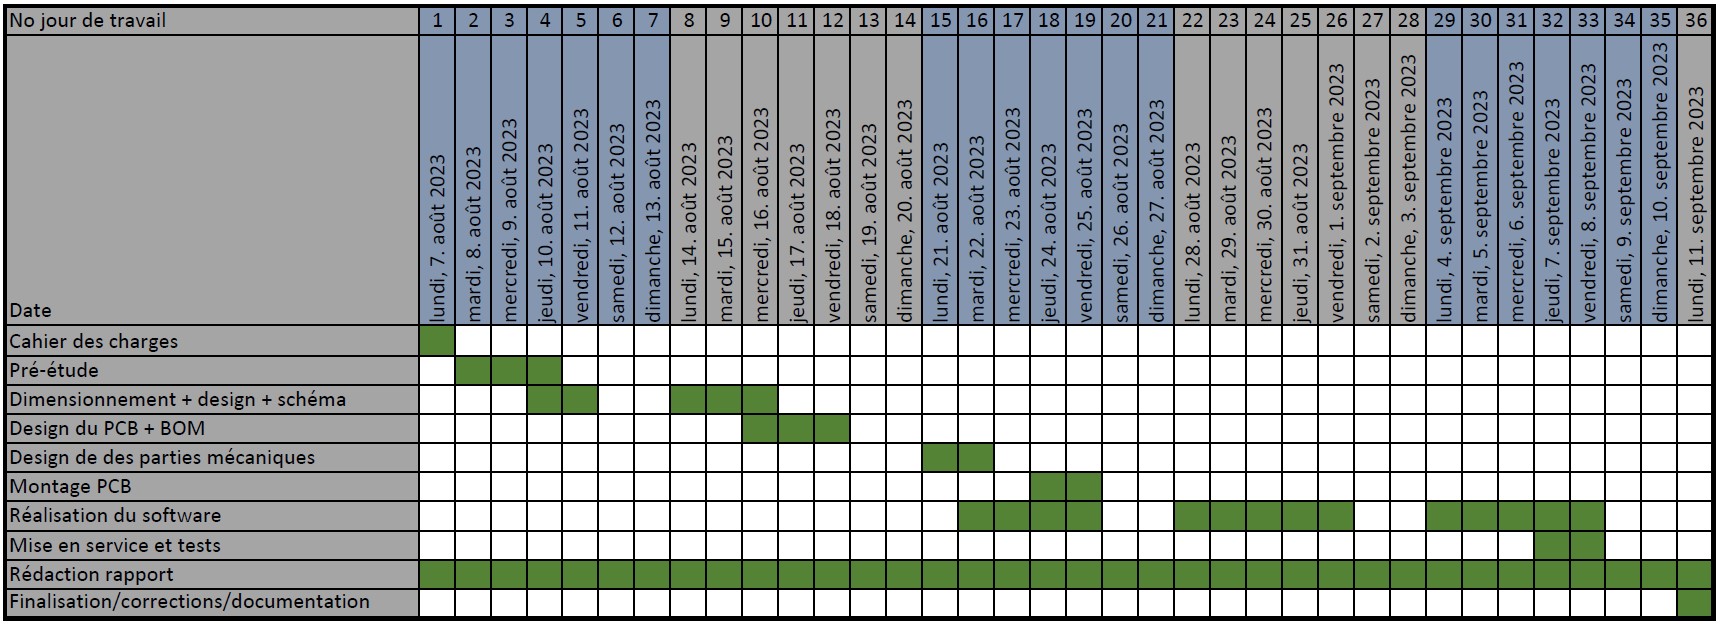 No jour de travail 1 2 3 4 5 6 7 8 9 10 11 12 13 14 15 16 17 18 19 20 21 22 23 24 25 26 27 28 29 30 31 32 33 34 35 36
Date
lundi, 7. août 2023
mardi, 8. août 2023
mercredi, 9. août 2023
jeudi, 10. août 2023
vendredi, 11. août 2023
samedi, 12. août 2023
dimanche, 13. août 2023
lundi, 14. août 2023
mardi, 15. août 2023
mercredi, 16. août 2023
jeudi, 17. août 2023
vendredi, 18. août 2023
samedi, 19. août 2023
dimanche, 20. août 2023
lundi, 21. août 2023
mardi, 22. août 2023
mercredi, 23. août 2023
jeudi, 24. août 2023
vendredi, 25. août 2023
samedi, 26. août 2023
dimanche, 27. août 2023
lundi, 28. août 2023
mardi, 29. août 2023
mercredi, 30. août 2023
jeudi, 31. août 2023
vendredi, 1. septembre 2023
samedi, 2. septembre 2023
dimanche, 3. septembre 2023
lundi, 4. septembre 2023
mardi, 5. septembre 2023
mercredi, 6. septembre 2023
jeudi, 7. septembre 2023
vendredi, 8. septembre 2023
samedi, 9. septembre 2023
dimanche, 10. septembre 2023
lundi, 11. septembre 2023
Cahier des charges
Pré-étude
Dimensionnement + design + schéma
Design du PCB + BOM
Design de des parties mécaniques
Montage PCB
Réalisation du software
Mise en service et tests
Rédaction rapport
Finalisation/corrections/documentation